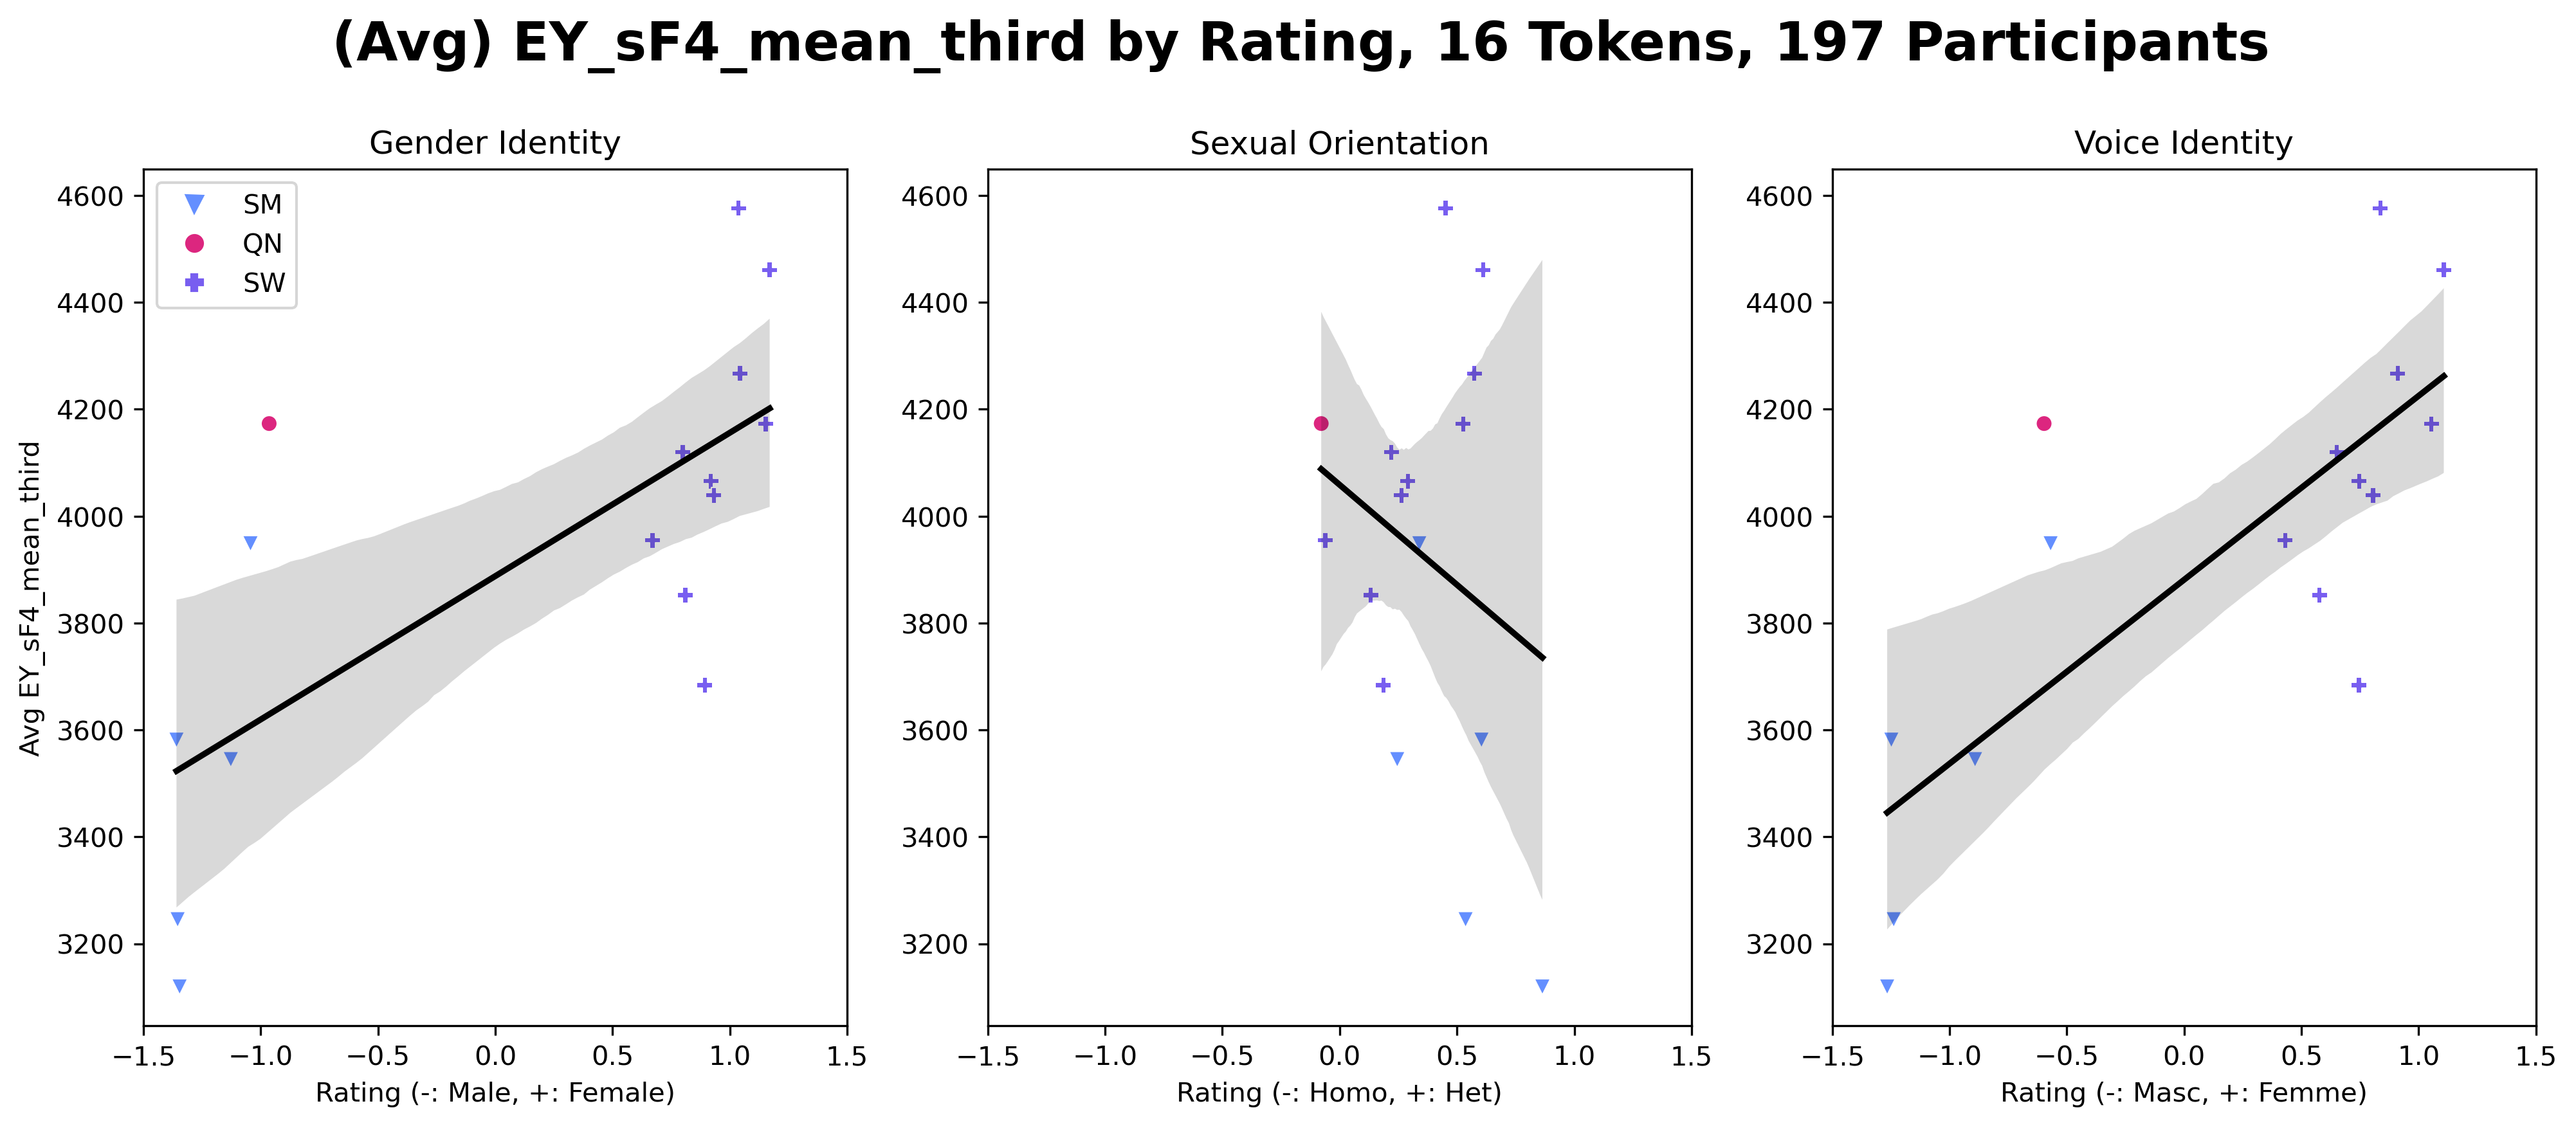 (Avg) EY_sF4_mean_third by Rating, 16 Tokens, 197 Participants
Gender Identity
SM
QN
SW
4600
4400
4200
4000
3800
3600
3400
3200
Avg EY_sF4_mean_third
−1.5 −1.0 −0.5 0.0 0.5 1.0 1.5
Rating (-: Male, +: Female)
Sexual Orientation
4600
4400
4200
4000
3800
3600
3400
3200
−1.5 −1.0 −0.5 0.0 0.5 1.0 1.5
Rating (-: Homo, +: Het)
Voice Identity
4600
4400
4200
4000
3800
3600
3400
3200
−1.5 −1.0 −0.5 0.0 0.5 1.0 1.5
Rating (-: Masc, +: Femme)